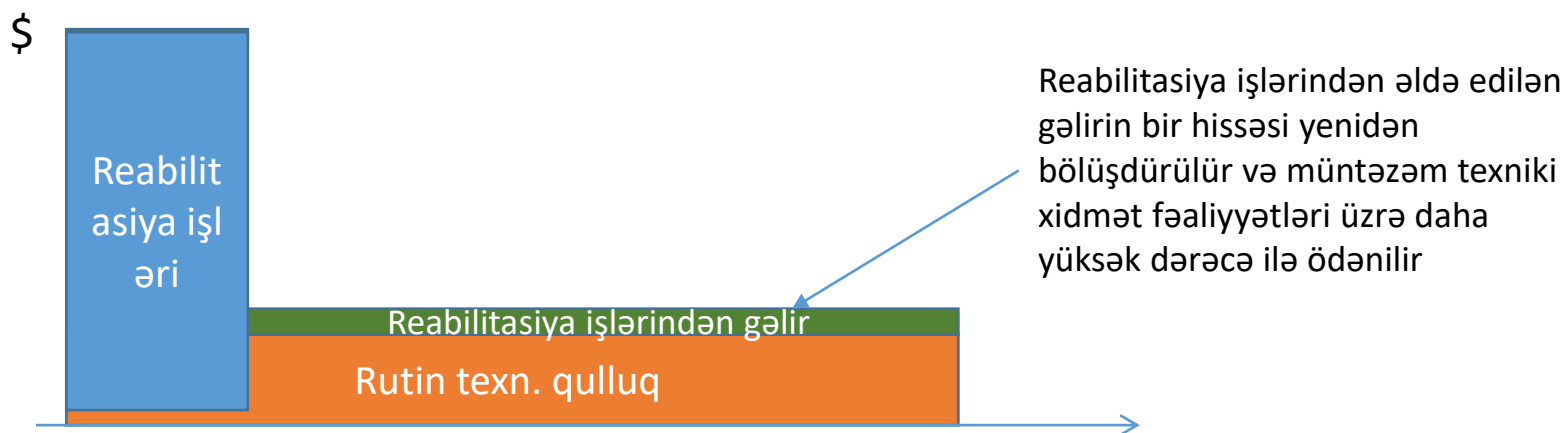 $
Reabilit
asiya işl
əri
Reabilitasiya işlərindən əldə edilən
gəlirin bir hissəsi yenidən
bölüşdürülür və müntəzəm texniki
xidmət fəaliyyətləri üzrə daha
yüksək dərəcə ilə ödənilir
Reabilitasiya işlərindən gəlir
Rutin texn. qulluq